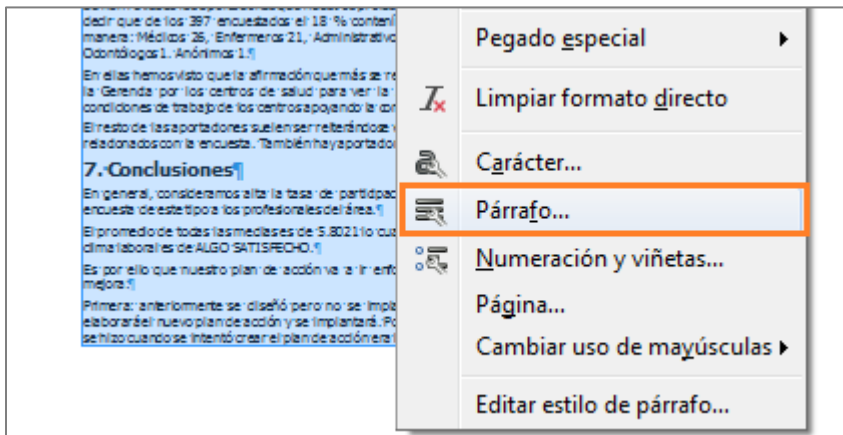 decir que de los 397 encuestados el 18 % contení
manera: Médicos 26, Enfermeros 21, Administrativo
Odontólogos 1. Anónimos 1.¶
En ellas hemos visto que la afirmación que más se re
la Gerencia por los centros de salud para ver la
condiciones de trabajo de los centros apoyando la con
El resto de las aportaciones suelen ser reiterándose v
relacionados con la encuesta. También hay aportador
7. Conclusiones¶
En general, consideramos alta la tasa de participac
encuesta de este tipo a los profesionales del área.¶
El promedio de todas las medias es de 5.8021 lo cua
clima laboral es de ALGO SATISFECHO.¶
Es por ello que nuestro plan de acción va a ir enfo
mejora:¶
Primera: anteriormente se diseñó pero no se impla
elaborará el nuevo plan de acción y se implantará. Po
se hizo cuando se intentó crear el plan de acción era
Pegado especial
Limpiar formato directo
Carácter...
Párrafo...
Numeración y viñetas...
Página...
Cambiar uso de mayúsculas
Editar estilo de párrafo...